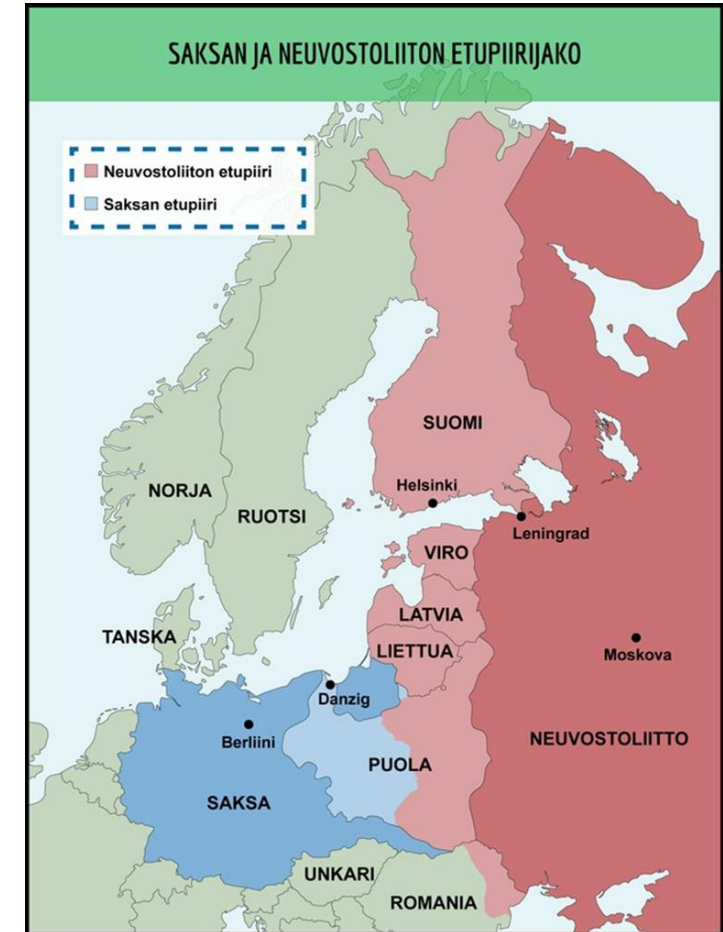 SAKSAN JA NEUVOSTOLIITON ETUPIIRIJAKO
Neuvostoliiton etupiiri
Saksan etupiiri
SUOMI
Helsinki
NORJA
RUOTSI
Leningrad
VIRO
LATVIA
TANSKA
LIETTUA
Moskova
Danzig
Berliini
NEUVOSTOLIITTO
PUOLA
SAKSA
UNKARI
ROMANIA